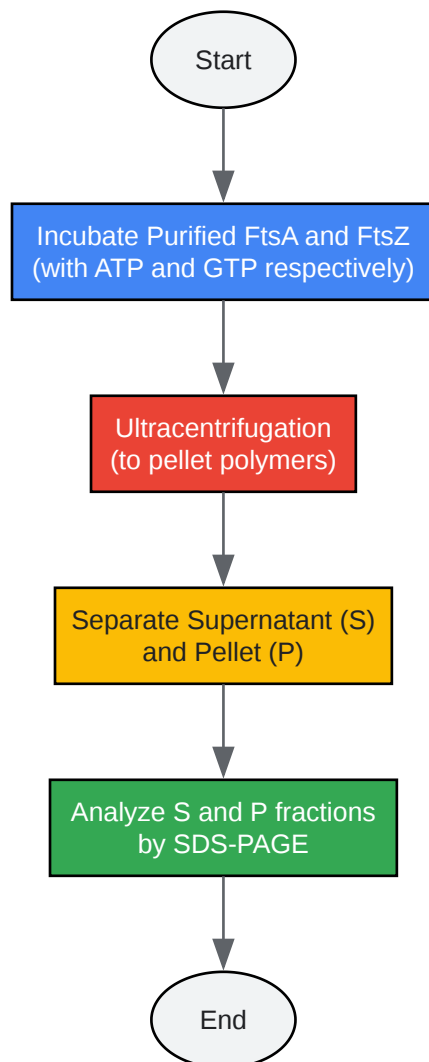 Start
Incubate Purified FtsA and FtsZ
(with ATP and GTP respectively)
Ultracentrifugation
(to pellet polymers)
Separate Supernatant (S)
and Pellet (P)
Analyze S and P fractions
by SDS-PAGE
End